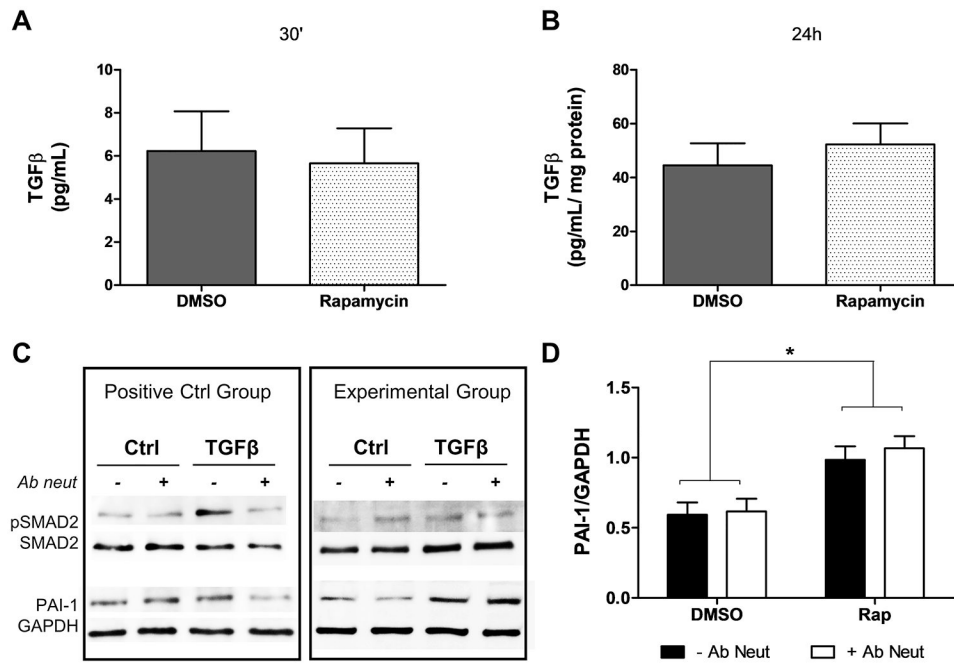 A
30'
10
8
6
4
2
0
TGFβ
(pg/mL)
DMSO
Rapamycin
B
24h
80
60
40
20
0
TGFβ
(pg/mL/ mg protein)
DMSO
Rapamycin
C
Positive Ctrl Group
Ctrl TGFβ
Ab neut - + - +
pSMAD2
SMAD2
PAI-1
GAPDH
Experimental Group
Ctrl TGFβ
- + - +
D
*
1.5
1.0
0.5
0.0
PAI-1/GAPDH
DMSO
Rap
- Ab Neut + Ab Neut